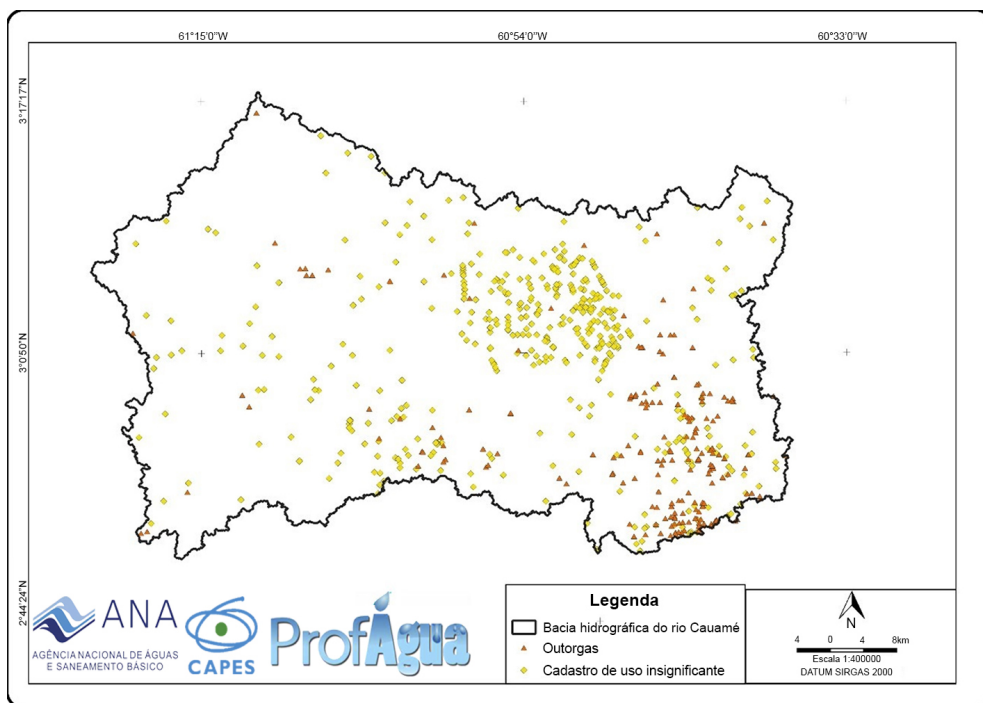 61°15'0"W
60°54'0"W
60°33'0"W
3°17'17"N
3°0'50"N
2°44'24"N
ANA
AGÊNCIA NACIONAL DE ÁGUAS
E SANEAMENTO BÁSICO
CAPES
ProfÁgua
Legenda
Bacia hidrográfica do rio Cauamé
Outorgas
Cadastro de uso insignificante
N
4 0 4 8km
Escala 1:400000
DATUM SIRGAS 2000